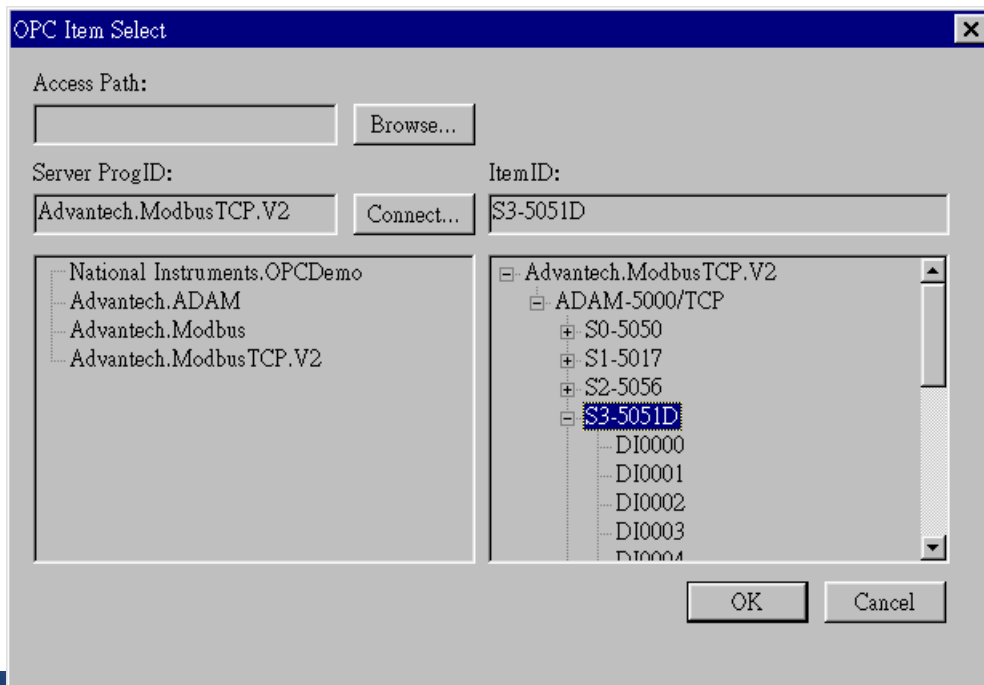 OPC Item Select
Access Path:
Browse...
Server ProgID:
ItemID:
Advantech.ModbusTCP.V2
Connect...
S3-5051D
National Instruments.OPCDemo
Advantech.ADAM
Advantech.Modbus
Advantech.ModbusTCP.V2
Advantech.ModbusTCP.V2
ADAM-5000/TCP
S0-5050
S1-5017
S2-5056
S3-5051D
DI0000
DI0001
DI0002
DI0003
DI0004
OK
Cancel